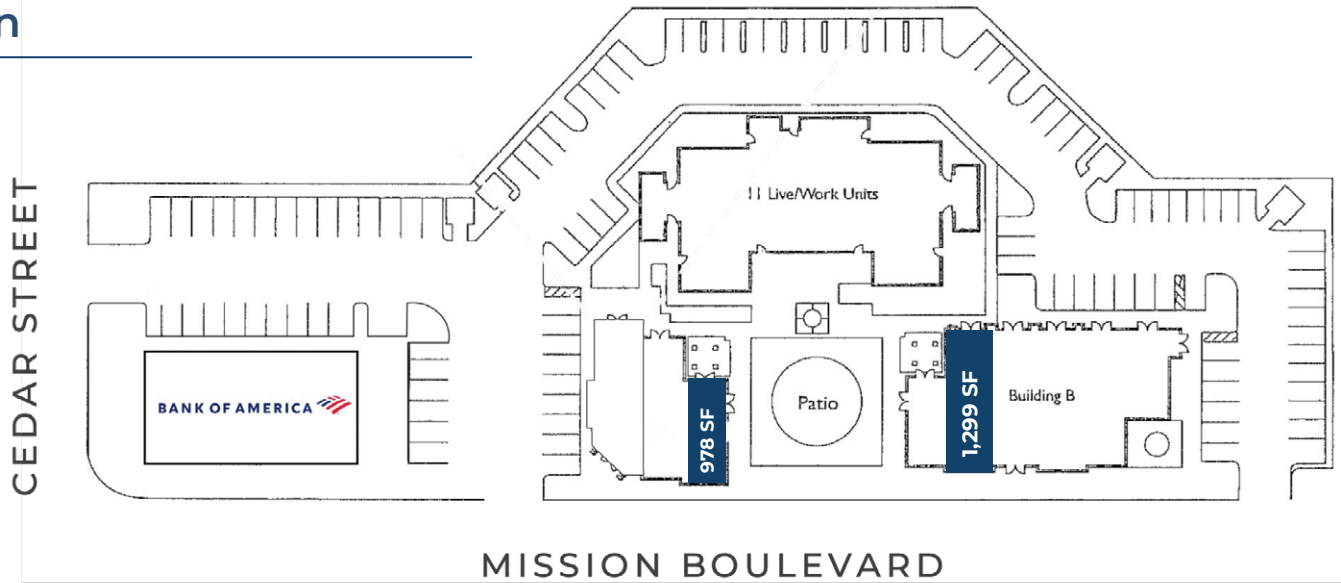 n
11 Live/Work Units
CEDAR STREET
BANK OF AMERICA
978 SF
Patio
1,299 SF
Building B
MISSION BOULEVARD